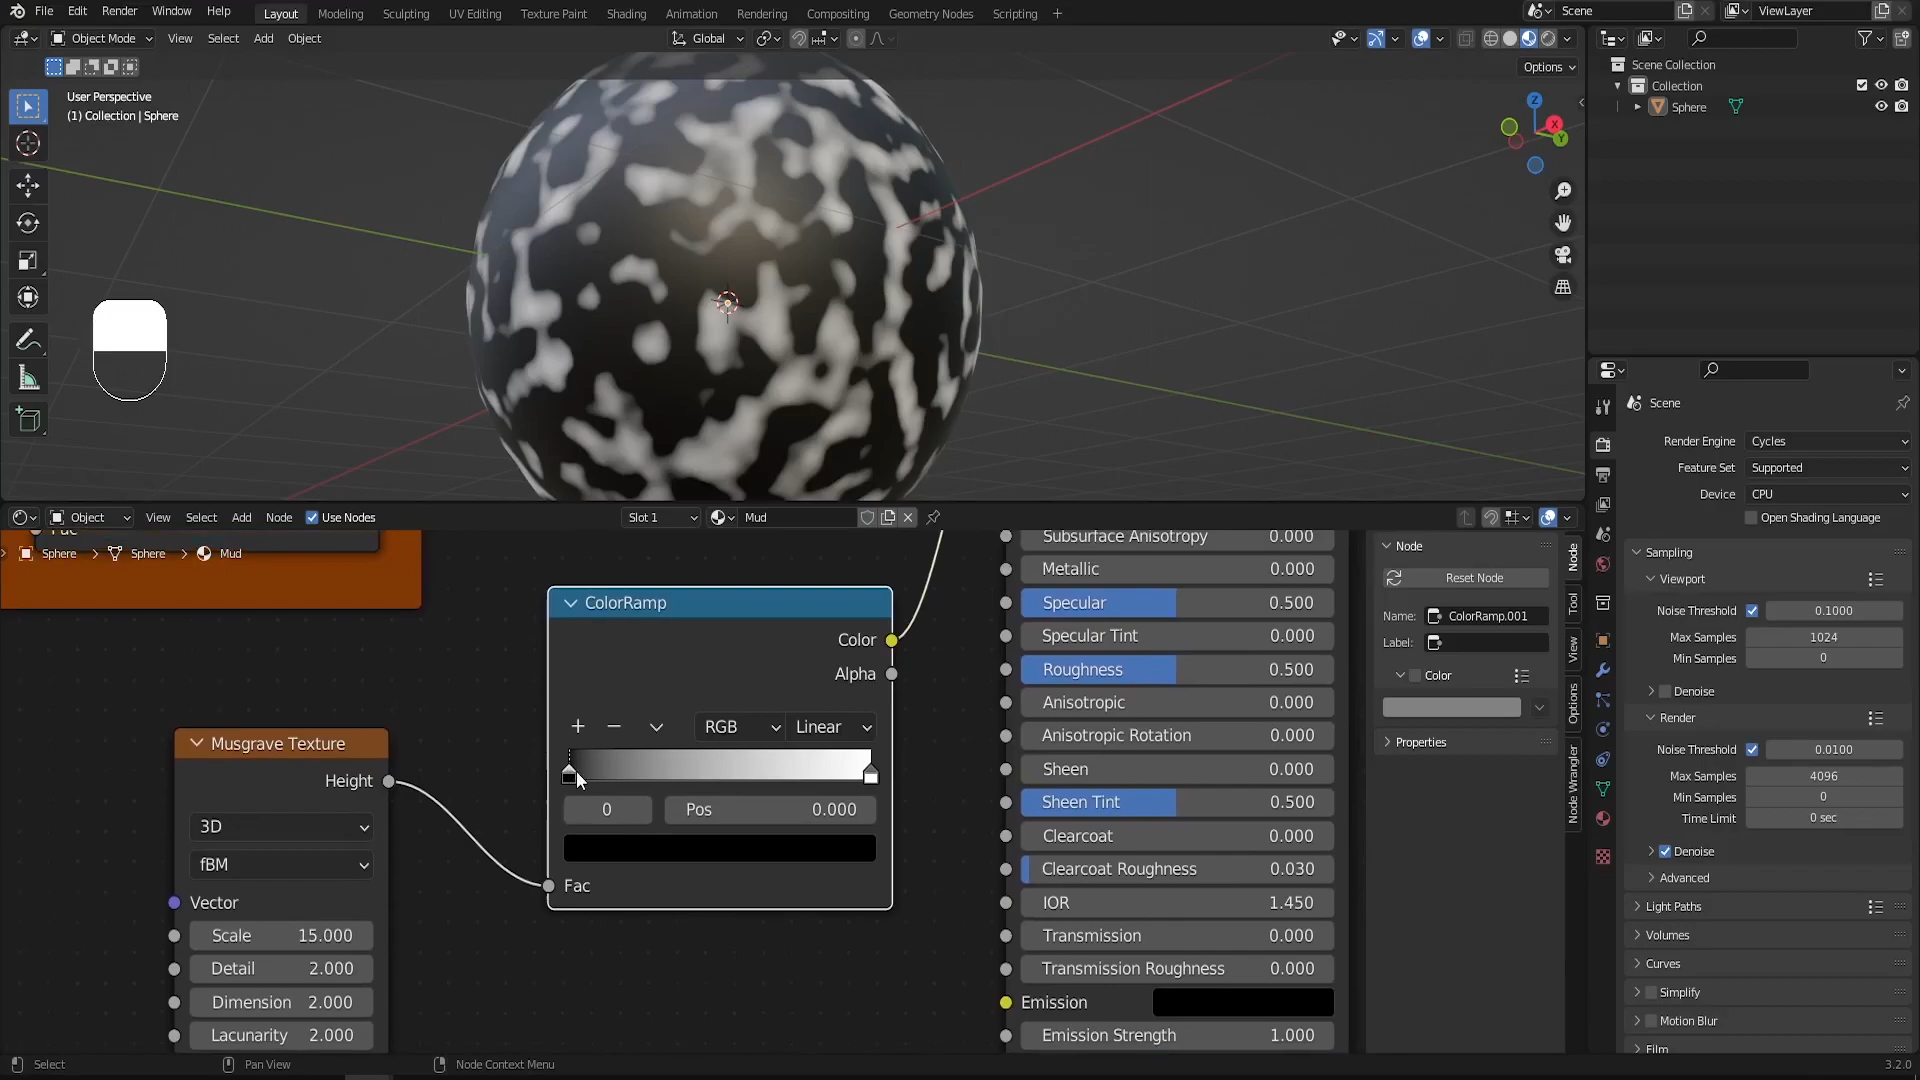 File Edit Render Window Help Layout Modeling Sculpting UV Editing Texture Paint Shading Animation Rendering Compositing Geometry Nodes Scripting + Scene ViewLayer
Object Mode View Select Add Object Global
Options
User Perspective
(1) Collection | Sphere
Z
X
Y
Scene Collection
Collection
Sphere
Scene
Render Engine Cycles
Feature Set Supported
Device CPU
Open Shading Language
Sampling
Viewport
Noise Threshold 0.1000
Max Samples 1024
Min Samples 0
Denoise
Render
Noise Threshold 0.0100
Max Samples 4096
Min Samples 0
Time Limit 0 sec
Denoise
Advanced
Light Paths
Volumes
Curves
Simplify
Motion Blur
Film
Object View Select Add Node Use Nodes Slot 1 Mud
Sphere > Sphere > Mud
ColorRamp
Color
Alpha
+ − RGB Linear
0 Pos 0.000
Fac
Musgrave Texture
Height
3D
fBM
Vector
Scale 15.000
Detail 2.000
Dimension 2.000
Lacunarity 2.000
Subsurface Anisotropy 0.000
Metallic 0.000
Specular 0.500
Specular Tint 0.000
Roughness 0.500
Anisotropic 0.000
Anisotropic Rotation 0.000
Sheen 0.000
Sheen Tint 0.500
Clearcoat 0.000
Clearcoat Roughness 0.030
IOR 1.450
Transmission 0.000
Transmission Roughness 0.000
Emission
Emission Strength 1.000
Node
Reset Node
Name: ColorRamp.001
Label:
Color
Properties
Node
Tool
View
Options
Node Wrangler
Select Pan View Node Context Menu 3.2.0